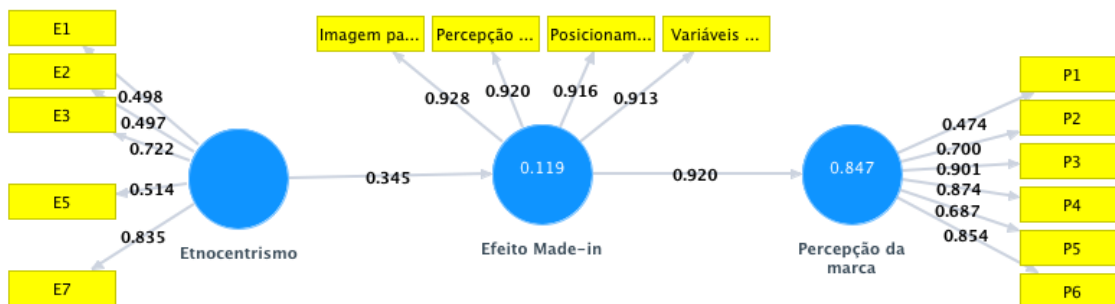 E1
E2
E3
E5
E7
0.498
0.497
0.722
0.514
0.835
Etnocentrismo
0.345
Imagem pa...
Percepção ...
Posicionam...
Variáveis ...
0.928
0.920
0.916
0.913
0.119
Efeito Made-in
0.920
0.847
Percepção da
marca
0.474
0.700
0.901
0.874
0.687
0.854
P1
P2
P3
P4
P5
P6